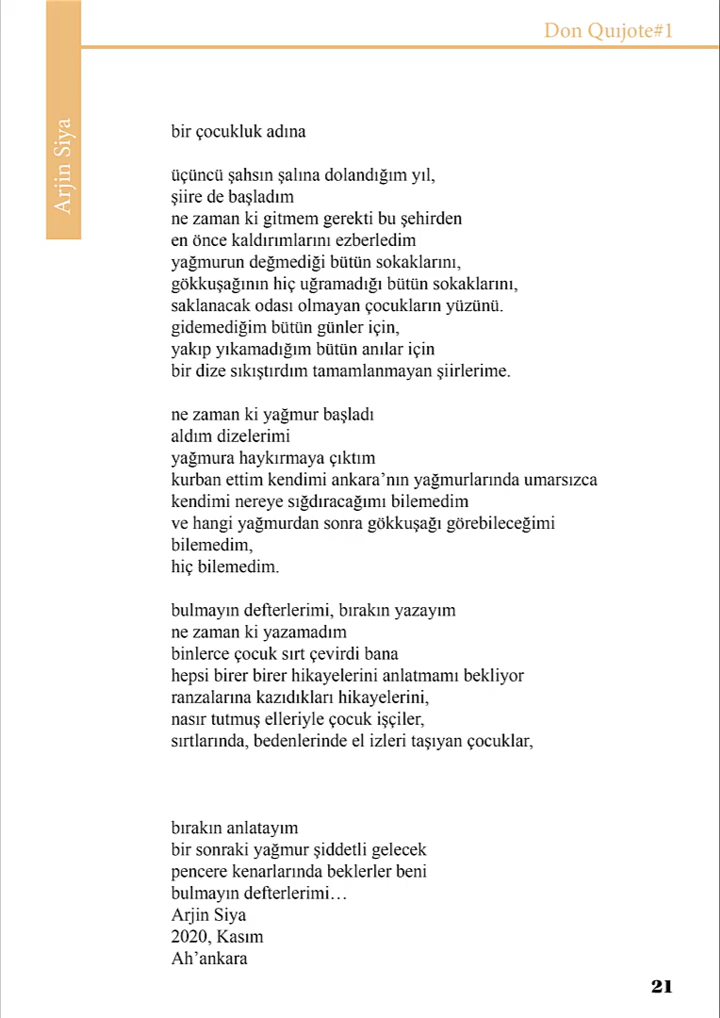 Don Quıjote#1
Arjin Siya
bir çocukluk adına
üçüncü şahsın şalına dolandığım yıl,
şiire de başladım
ne zaman ki gitmem gerekti bu şehirden
en önce kaldırımlarını ezberledim
yağmurun değmediği bütün sokaklarını,
gökkuşağının hiç uğramadığı bütün sokaklarını,
saklanacak odası olmayan çocukların yüzünü.
gidemediğim bütün günler için,
yakıp yıkamadığım bütün anılar için
bir dize sıkıştırdım tamamlanmayan şiirlerime.
ne zaman ki yağmur başladı
aldım dizelerimi
yağmura haykırmaya çıktım
kurban ettim kendimi ankara’nın yağmurlarında umarsızca
kendimi nereye sığdıracağımı bilemedim
ve hangi yağmurdan sonra gökkuşağı görebileceğimi
bilemedim,
hiç bilemedim.
bulmayın defterlerimi, bırakın yazayım
ne zaman ki yazamadım
binlerce çocuk sırt çevirdi bana
hepsi birer birer hikayelerini anlatmamı bekliyor
ranzalarına kazıdıkları hikayelerini,
nasır tutmuş elleriyle çocuk işçiler,
sırtlarında, bedenlerinde el izleri taşıyan çocuklar,
bırakın anlatayım
bir sonraki yağmur şiddetli gelecek
pencere kenarlarında beklerler beni
bulmayın defterlerimi…
Arjin Siya
2020, Kasım
Ah’ankara
21